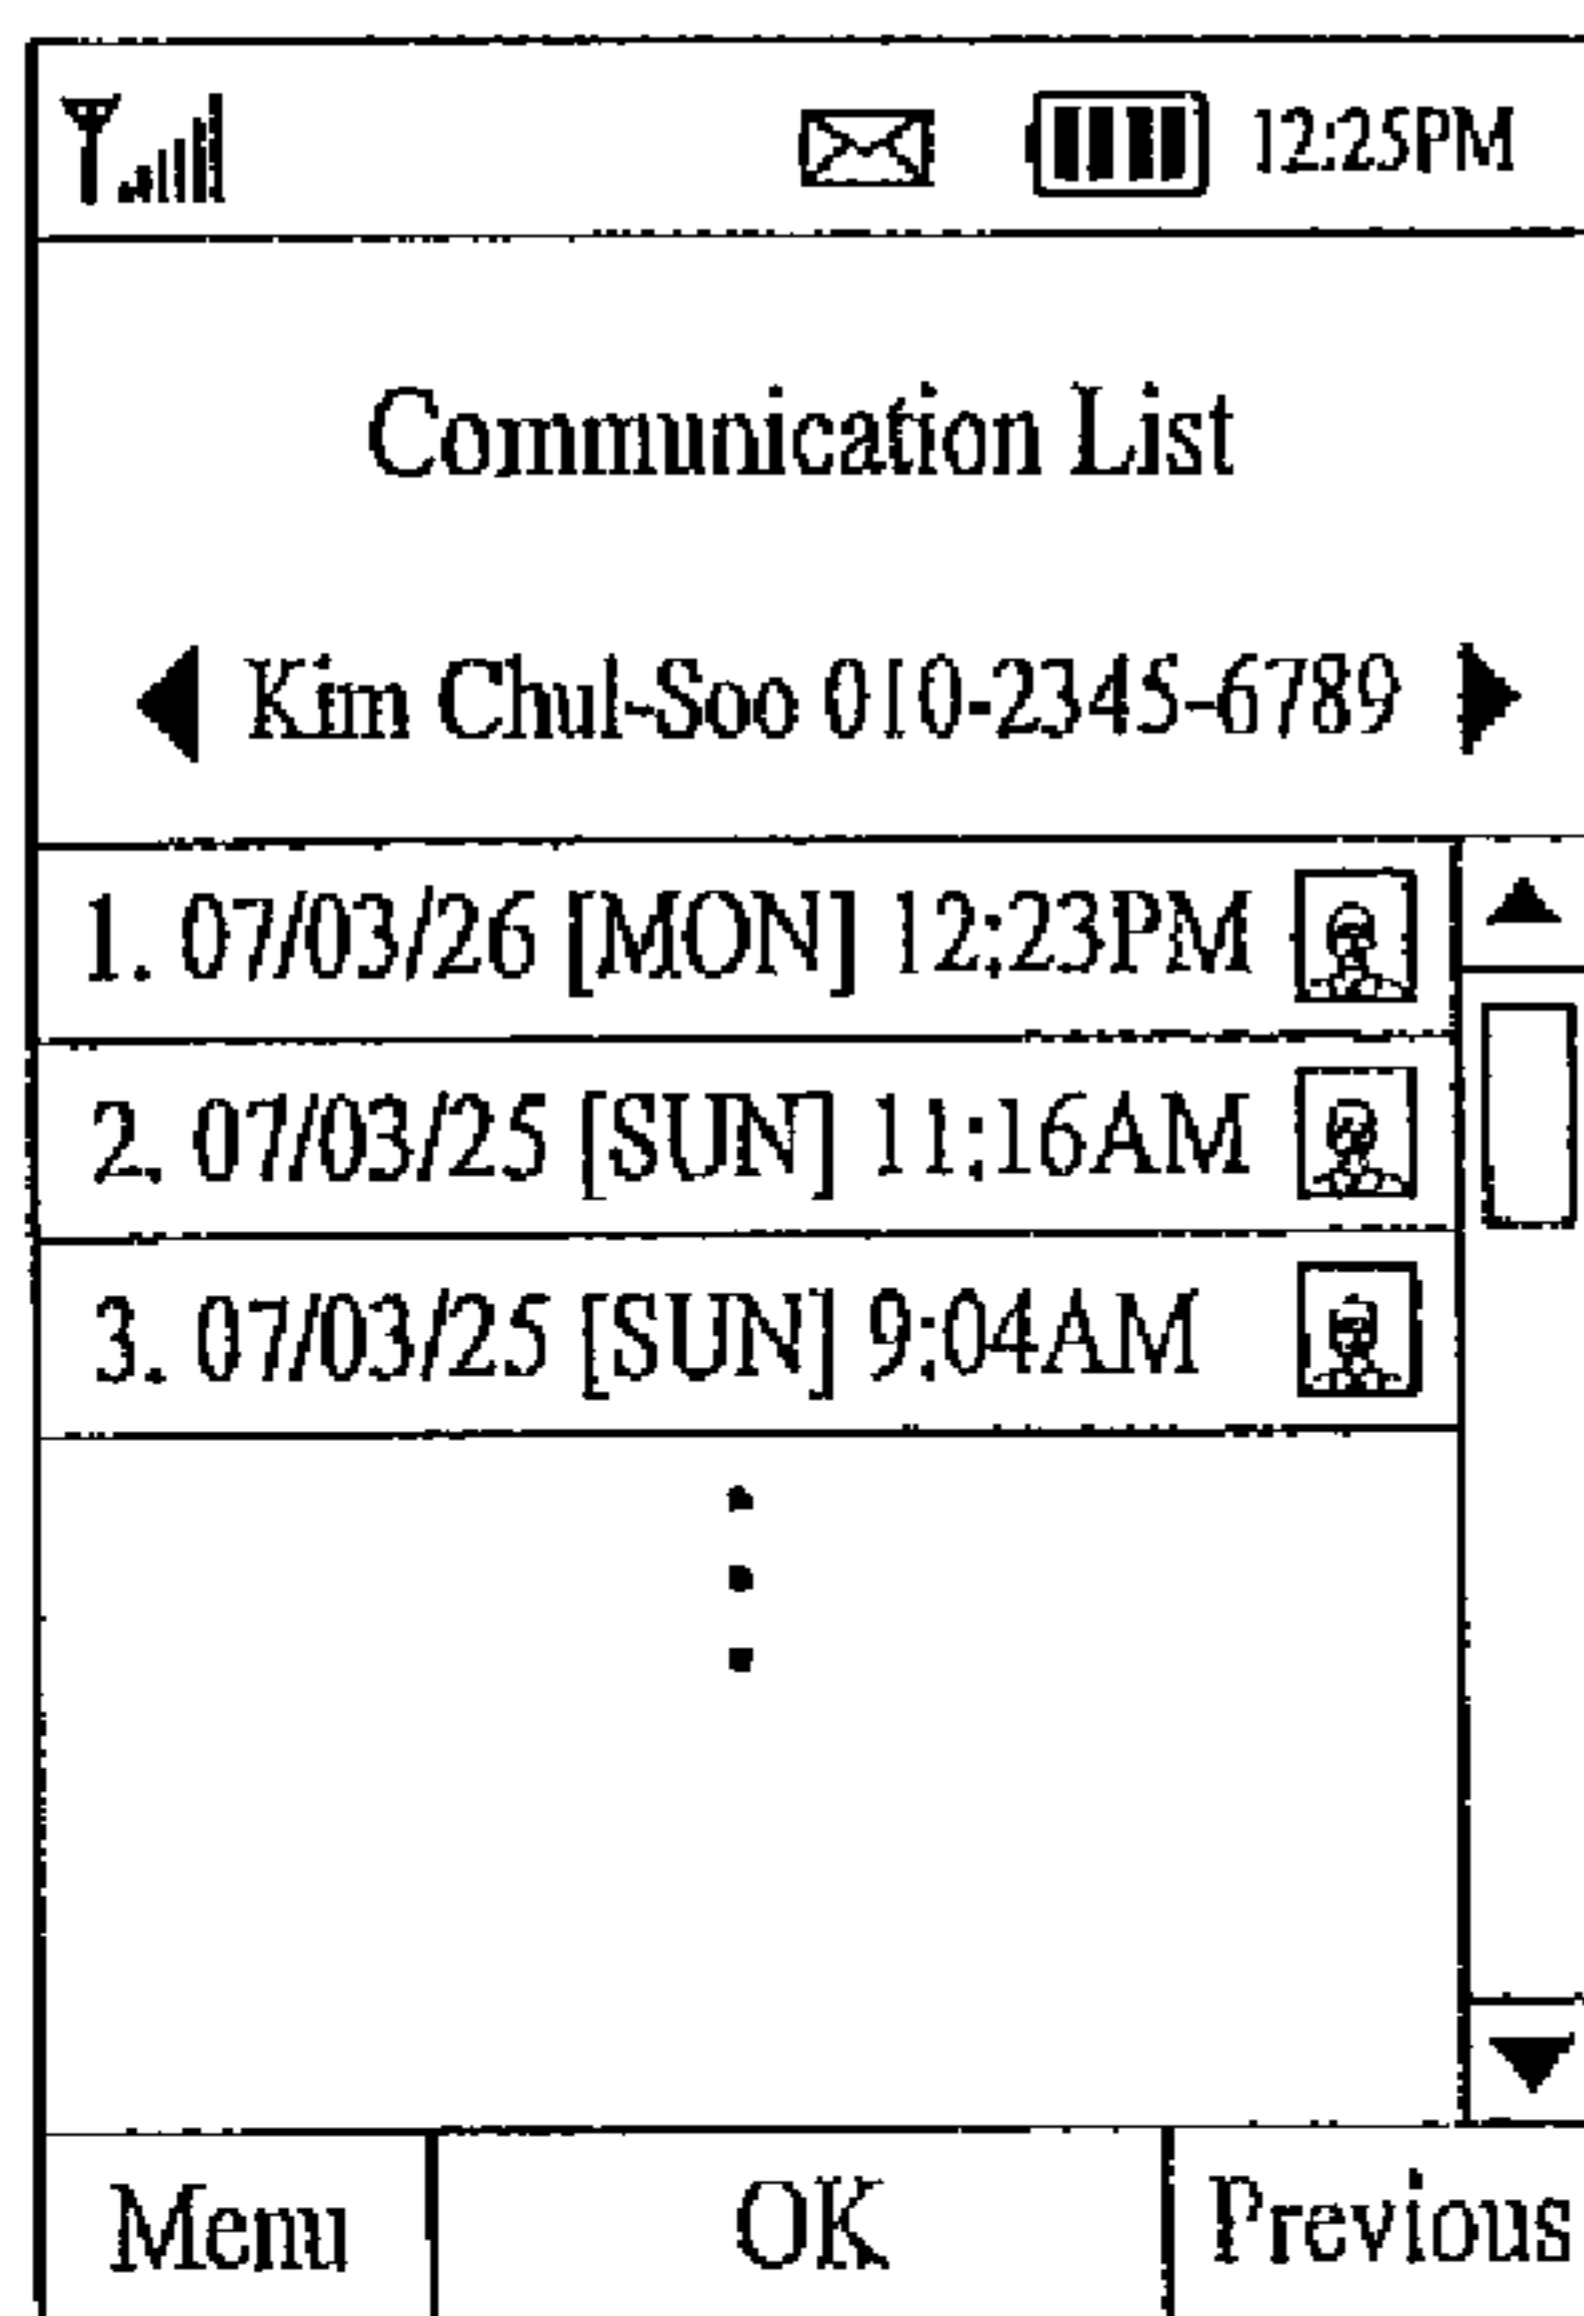 12:25PM
Communication List
Kim Chul-Soo 010-2345-6789
1. 07/03/26 [MON] 12:23PM
2. 07/03/25 [SUN] 11:16AM
3. 07/03/25 [SUN] 9:04AM
Menu OK Previous